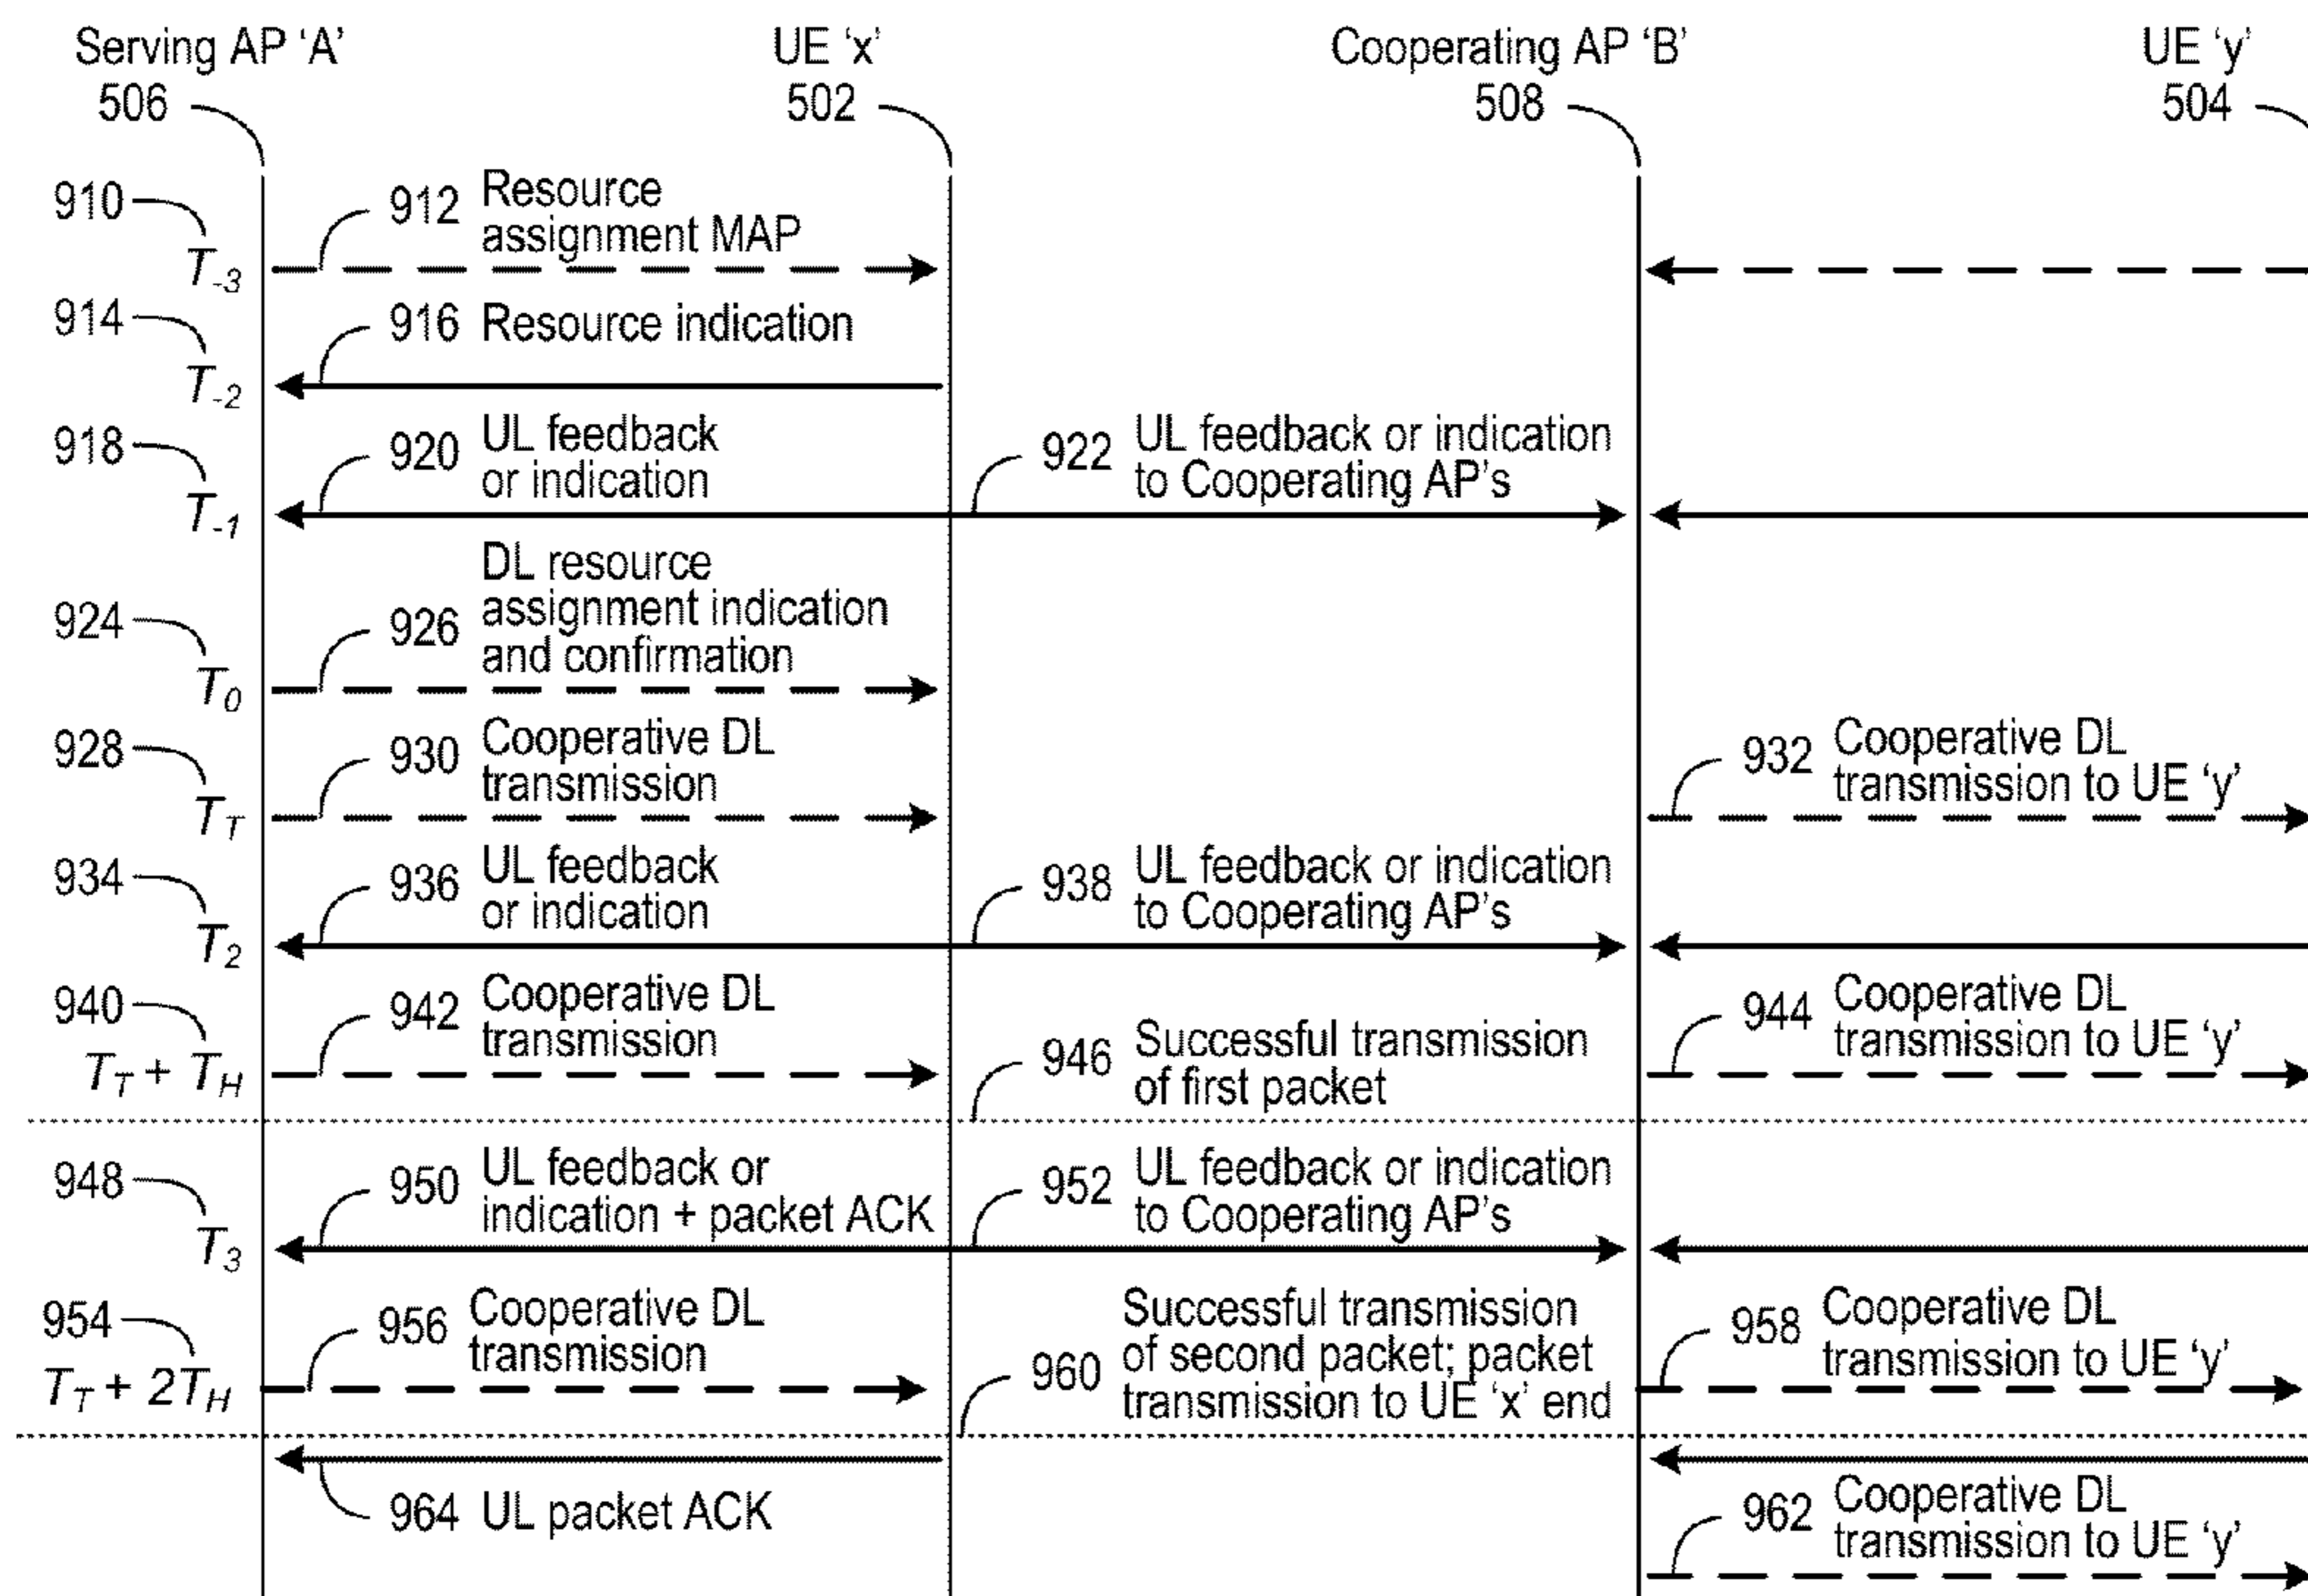 Serving AP ‘A’
506
UE ‘x’
502
Cooperating AP ‘B’
508
UE ‘y’
504
910
T-3
912 Resource
assignment MAP
914
T-2
916 Resource indication
918
T-1
920 UL feedback
or indication
922 UL feedback or indication
to Cooperating AP’s
924
T0
926 DL resource
assignment indication
and confirmation
928
TT
930 Cooperative DL
transmission
932 Cooperative DL
transmission to UE ‘y’
934
T2
936 UL feedback
or indication
938 UL feedback or indication
to Cooperating AP’s
940
TT + TH
942 Cooperative DL
transmission
946 Successful transmission
of first packet
944 Cooperative DL
transmission to UE ‘y’
948
T3
950 UL feedback or
indication + packet ACK
952 UL feedback or indication
to Cooperating AP’s
954
TT + 2TH
956 Cooperative DL
transmission
960 Successful transmission
of second packet; packet
transmission to UE ‘x’ end
958 Cooperative DL
transmission to UE ‘y’
964 UL packet ACK
962 Cooperative DL
transmission to UE ‘y’